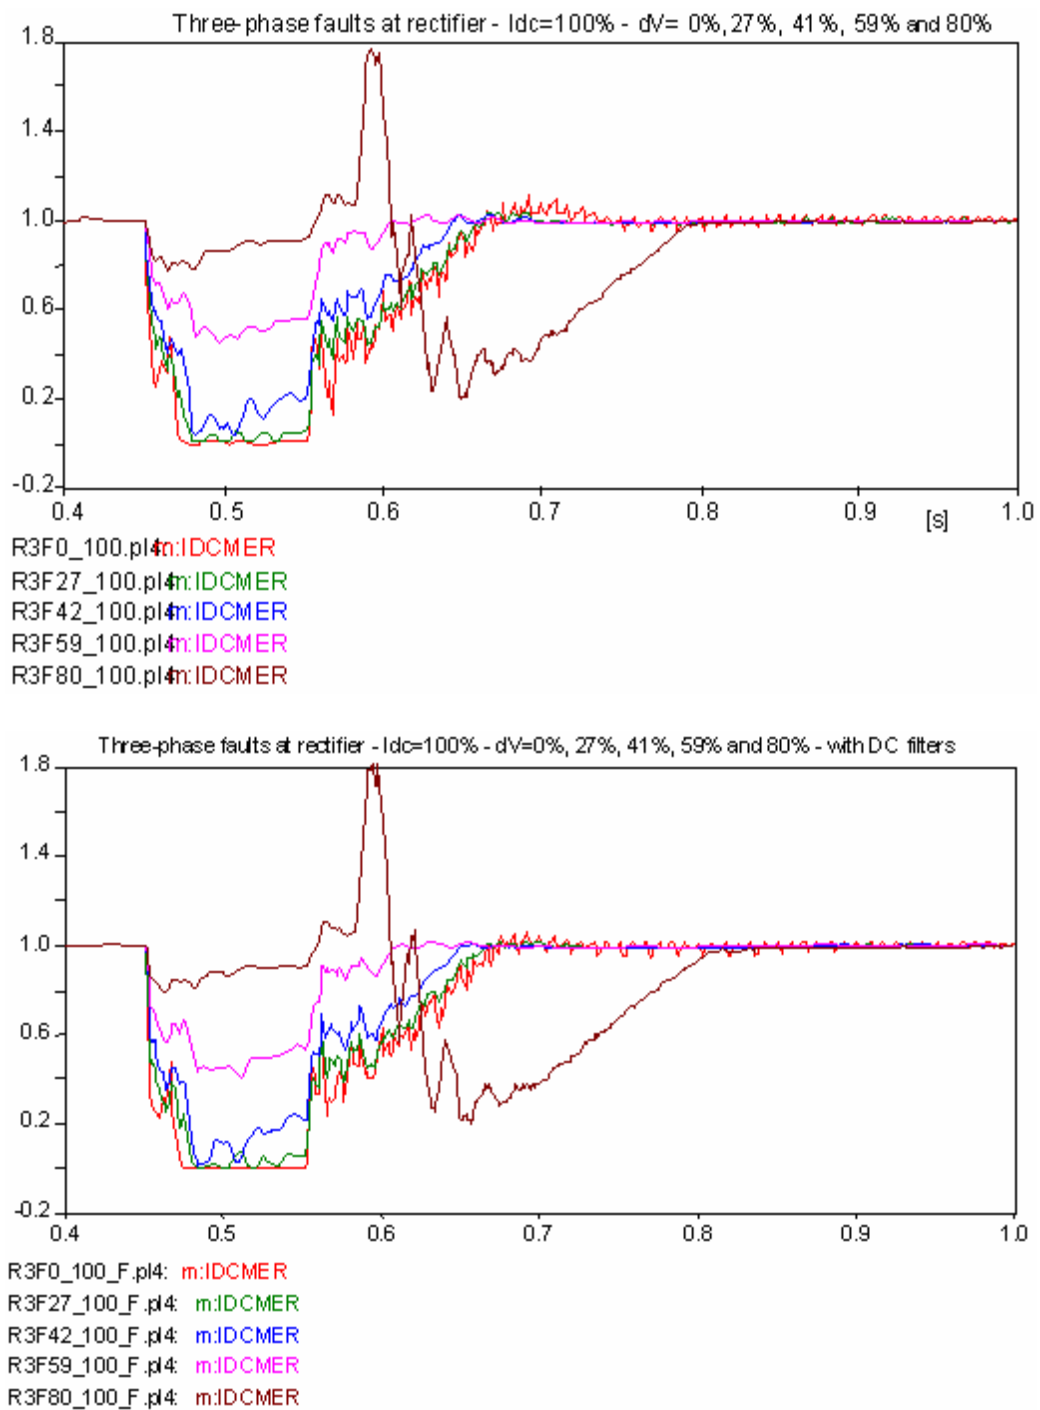 Three-phase faults at rectifier - Idc=100% - dV= 0%, 27%, 41%, 59% and 80%
1.8
1.4
1.0
0.6
0.2
-0.2
0.4 0.5 0.6 0.7 0.8 0.9 [s] 1.0
R3F0_100.pl4: m:IDCMER
R3F27_100.pl4: m:IDCMER
R3F42_100.pl4: m:IDCMER
R3F59_100.pl4: m:IDCMER
R3F80_100.pl4: m:IDCMER
Three-phase faults at rectifier - Idc=100% - dV=0%, 27%, 41%, 59% and 80% - with DC filters
1.8
1.4
1.0
0.6
0.2
-0.2
0.4 0.5 0.6 0.7 0.8 0.9 1.0
R3F0_100_F.pl4: m:IDCMER
R3F27_100_F.pl4: m:IDCMER
R3F42_100_F.pl4: m:IDCMER
R3F59_100_F.pl4: m:IDCMER
R3F80_100_F.pl4: m:IDCMER